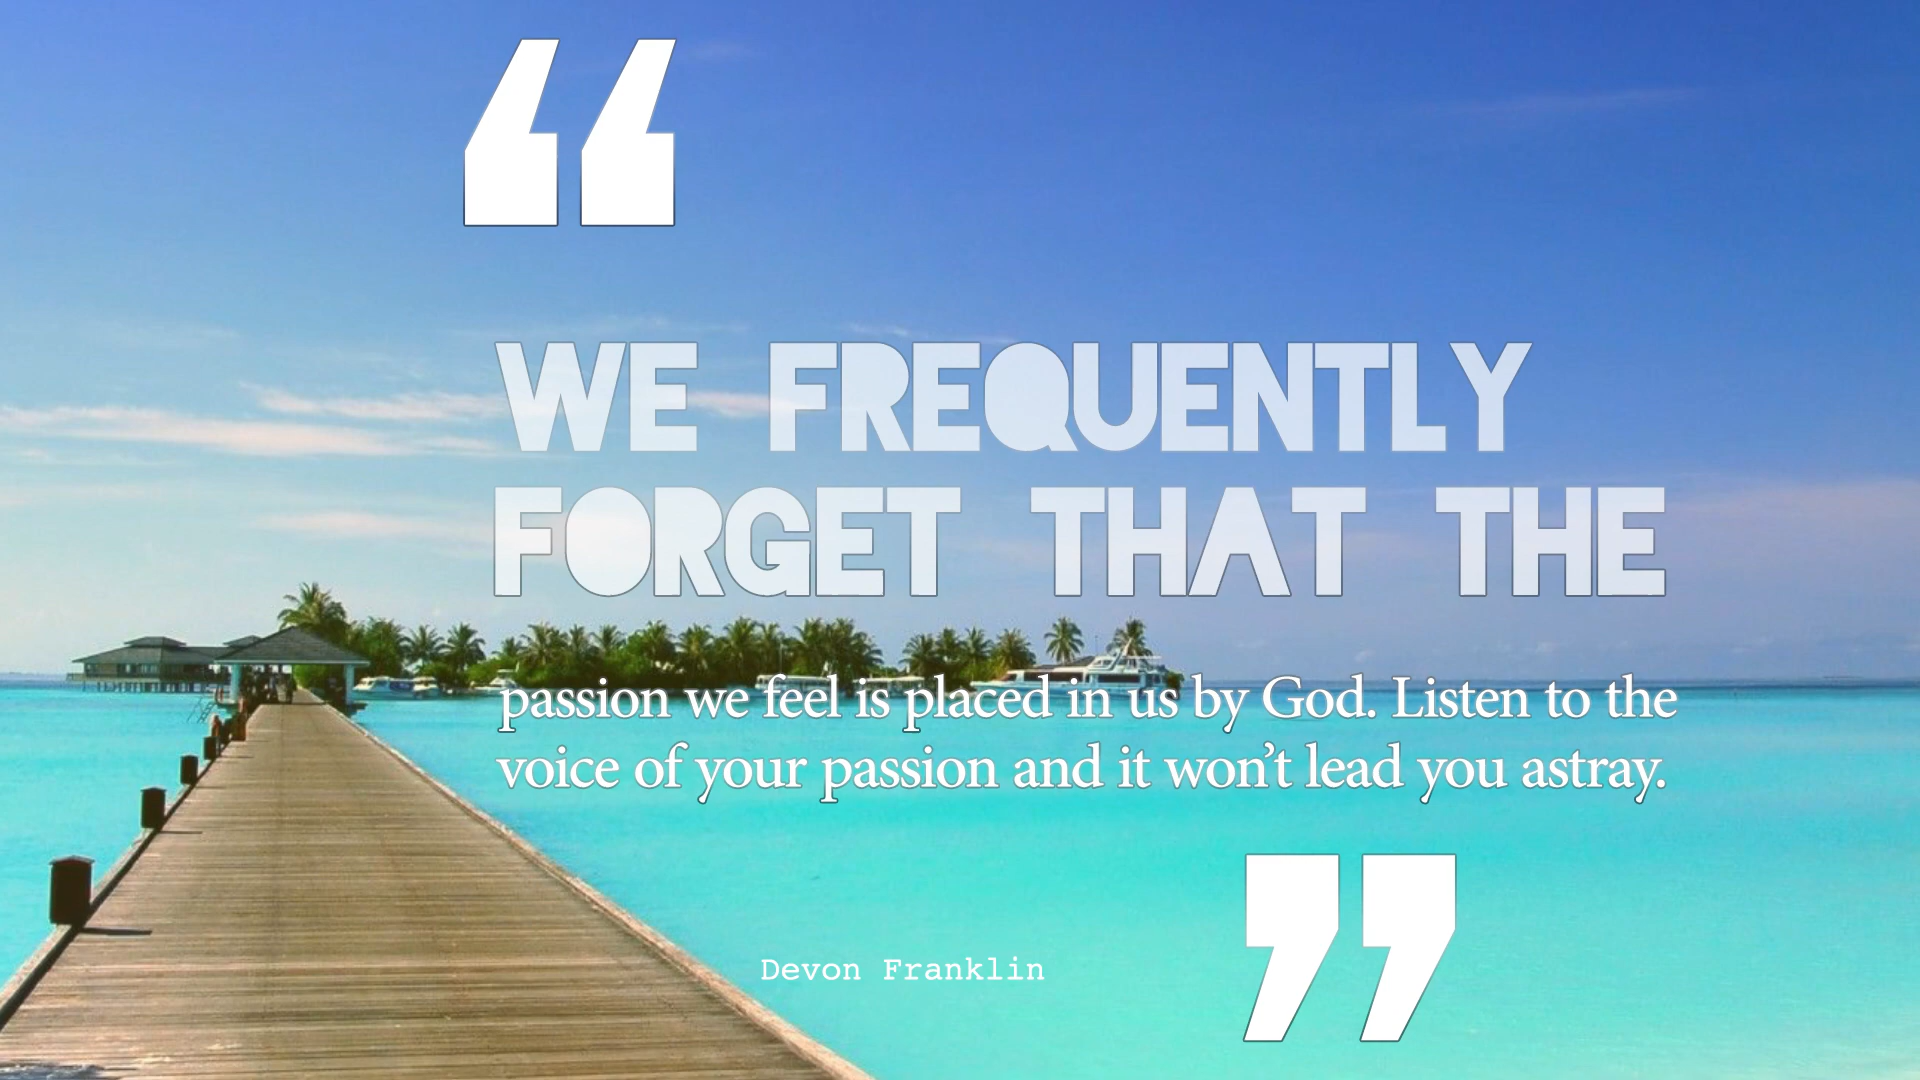 “
WE FREQUENTLY
FORGET THAT THE
passion we feel is placed in us by God. Listen to the
voice of your passion and it won’t lead you astray.
”
Devon Franklin